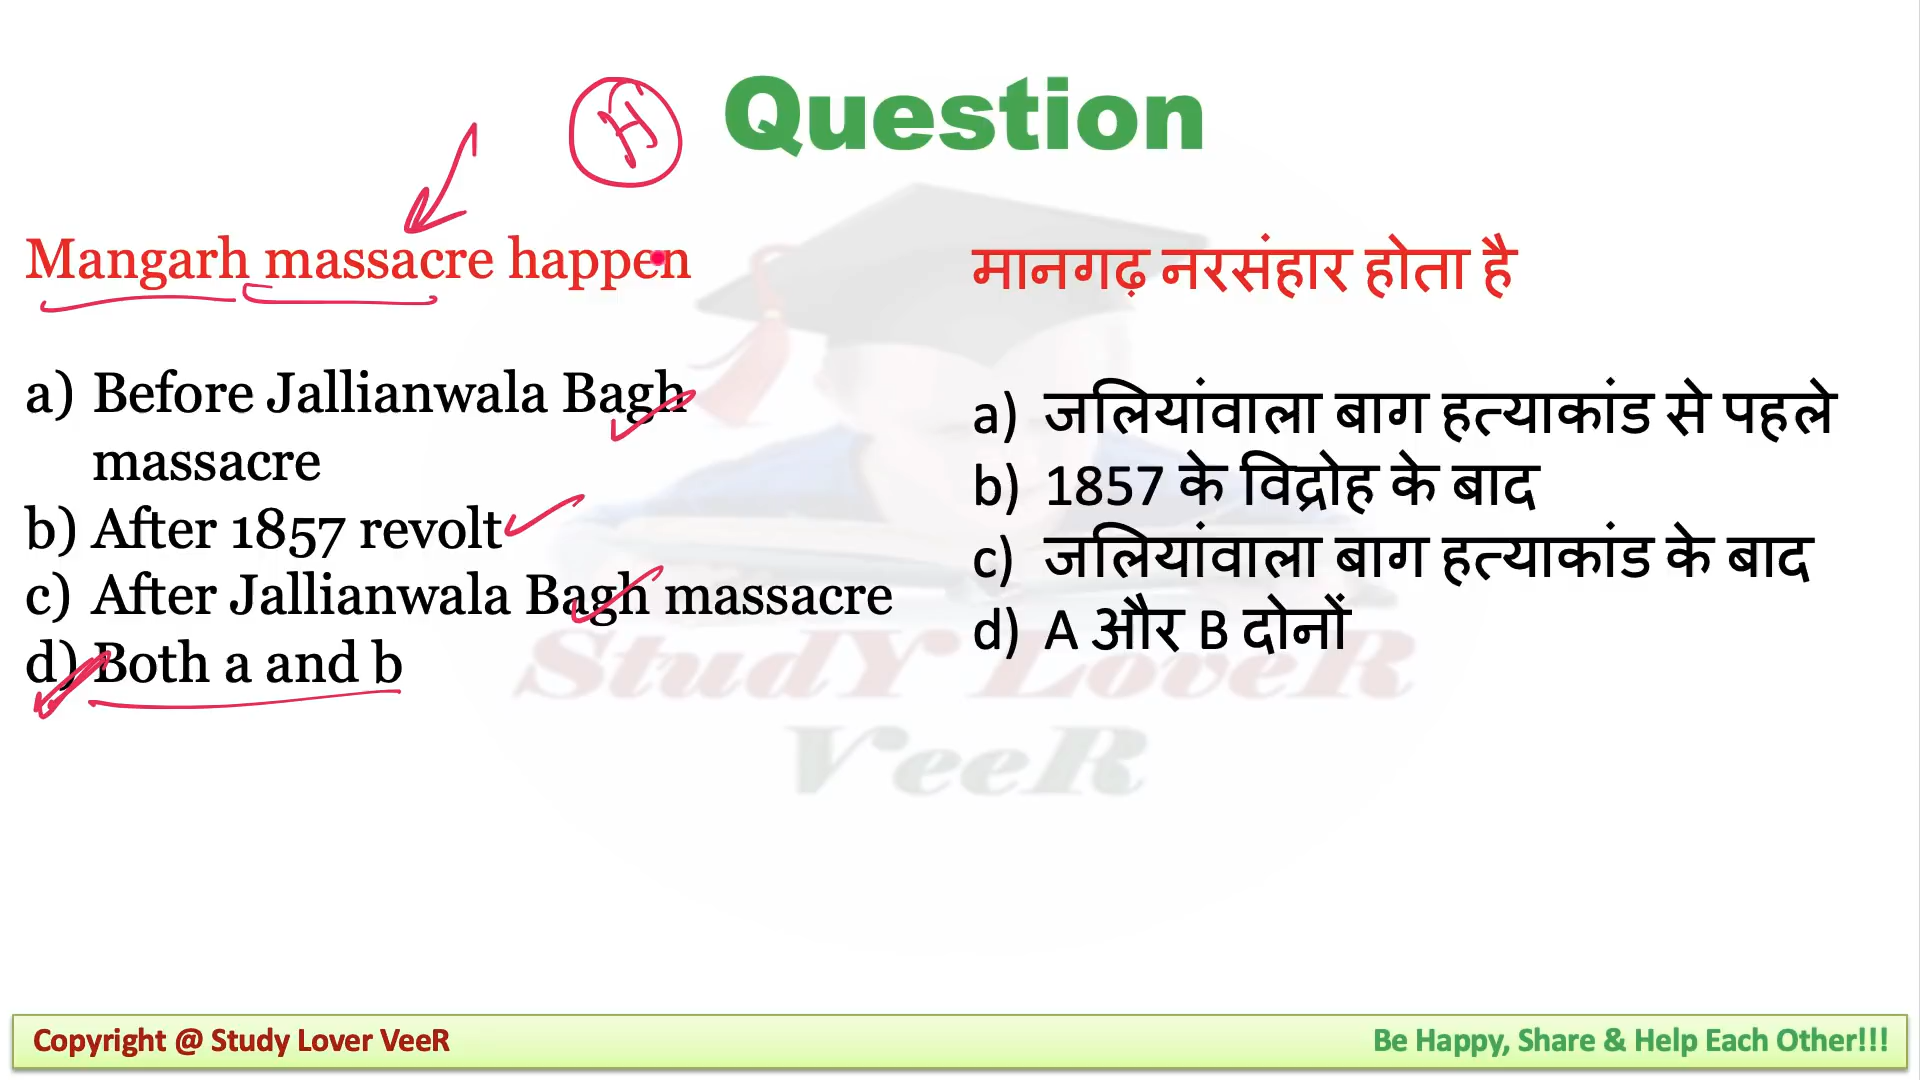 H
Question
Mangarh massacre happen
a) Before Jallianwala Bagh
massacre
b) After 1857 revolt
c) After Jallianwala Bagh massacre
d) Both a and b
मानगढ़ नरसंहार होता है
a) जलियांवाला बाग हत्याकांड से पहले
b) 1857 के विद्रोह के बाद
c) जलियांवाला बाग हत्याकांड के बाद
d) A और B दोनों
StudY LoveR
VeeR
Copyright @ Study Lover VeeR
Be Happy, Share & Help Each Other!!!